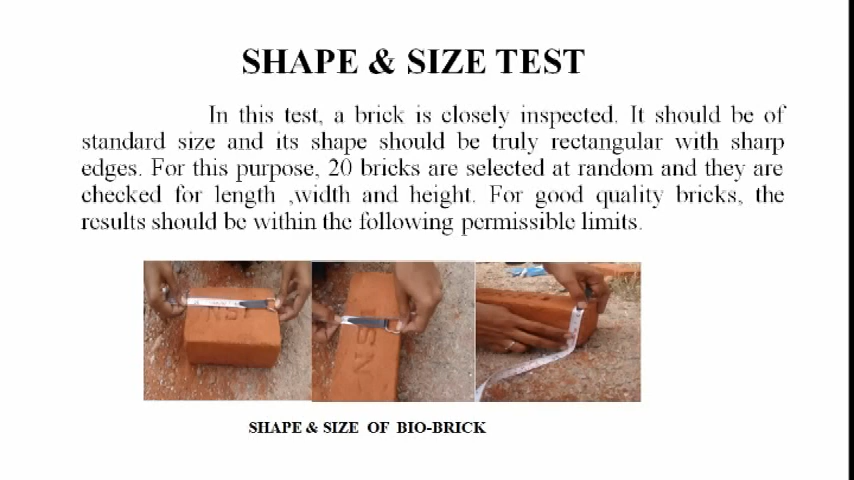 SHAPE & SIZE TEST
In this test, a brick is closely inspected. It should be of
standard size and its shape should be truly rectangular with sharp
edges. For this purpose, 20 bricks are selected at random and they are
checked for length ,width and height. For good quality bricks, the
results should be within the following permissible limits.
NSN
SHAPE & SIZE OF BIO-BRICK